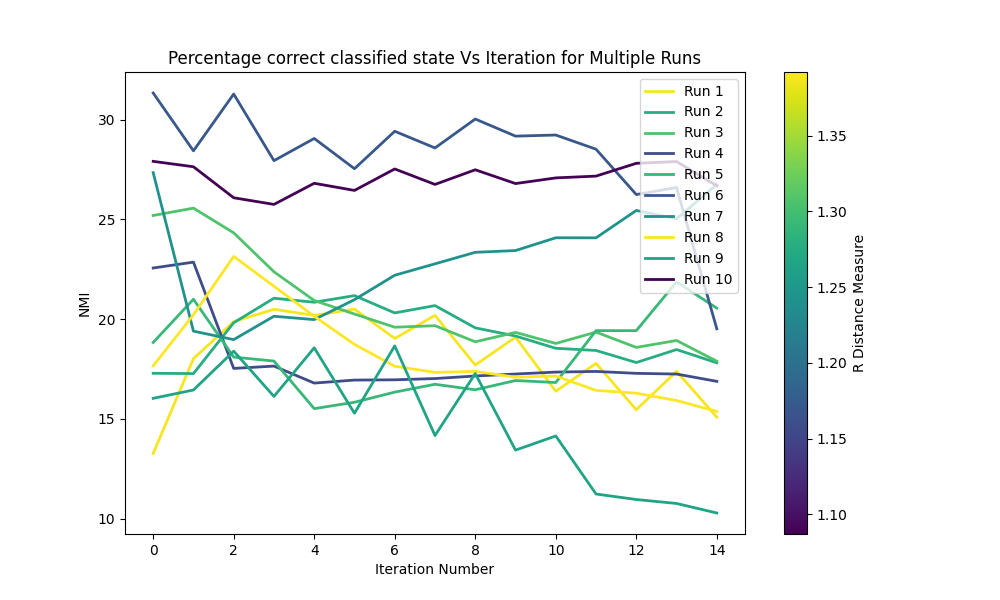 Percentage correct classified state Vs Iteration for Multiple Runs
NMI
30
25
20
15
10
0
2
4
6
8
10
12
14
Iteration Number
Run 1
Run 2
Run 3
Run 4
Run 5
Run 6
Run 7
Run 8
Run 9
Run 10
1.35
1.30
1.25
1.20
1.15
1.10
R Distance Measure